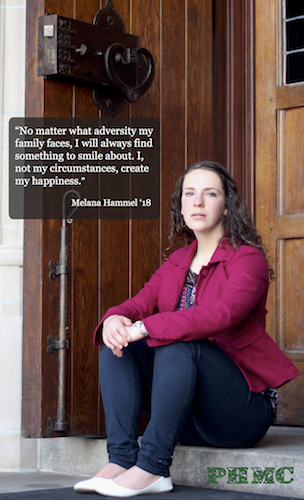 “No matter what adversity my
family faces, I will always find
something to smile about. I,
not my circumstances, create
my happiness.”
Melana Hammel ‘18
PHMC